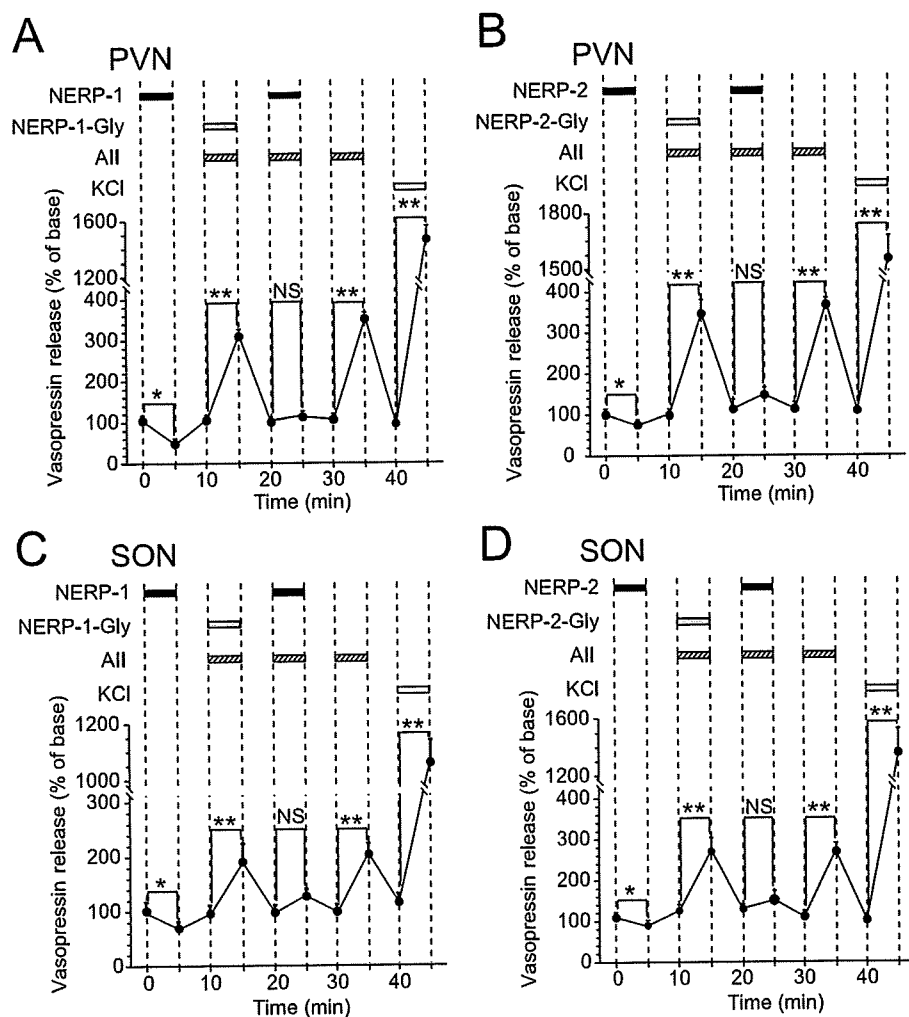 A
PVN
NERP-1
NERP-1-Gly
AII
KCl
Vasopressin release (% of base)
1600
1200
400
300
200
100
0
*
**
NS
**
**
0 10 20 30 40
Time (min)
B
PVN
NERP-2
NERP-2-Gly
AII
KCl
Vasopressin release (% of base)
1800
1500
400
300
200
100
0
*
**
NS
**
**
0 10 20 30 40
Time (min)
C
SON
NERP-1
NERP-1-Gly
AII
KCl
Vasopressin release (% of base)
1200
1000
300
200
100
0
*
**
NS
**
**
0 10 20 30 40
Time (min)
D
SON
NERP-2
NERP-2-Gly
AII
KCl
Vasopressin release (% of base)
1600
1200
400
300
200
100
0
*
**
NS
**
**
0 10 20 30 40
Time (min)